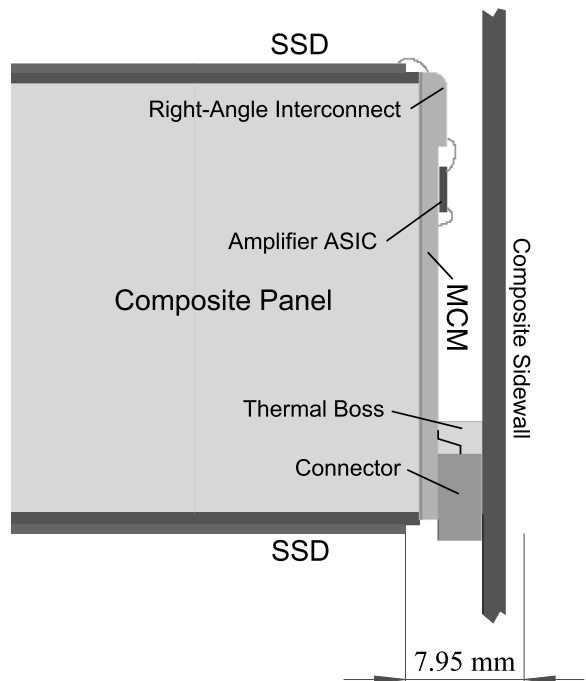 SSD
Right-Angle Interconnect
Amplifier ASIC
Composite Panel
MCM
Composite Sidewall
Thermal Boss
Connector
SSD
7.95 mm